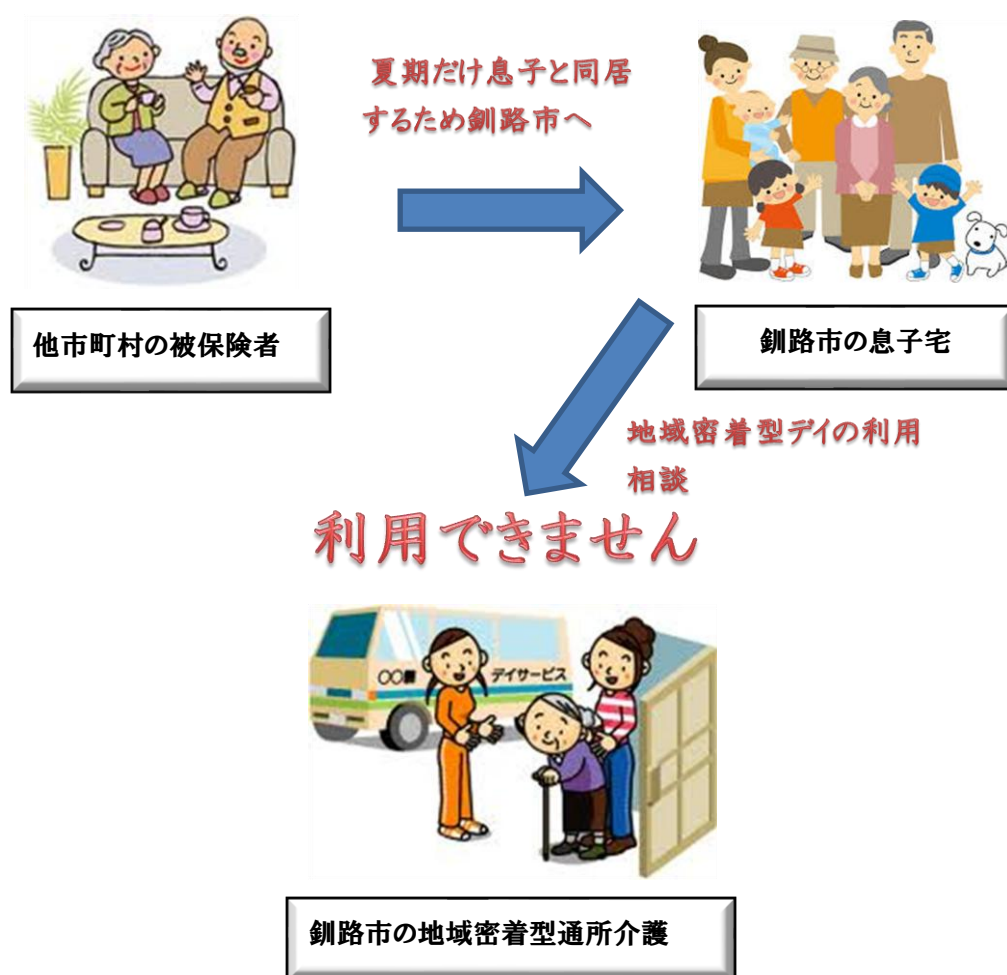 夏期だけ息子と同居
するため釧路市へ
他市町村の被保険者
釧路市の息子宅
地域密着型デイの利用
相談
利用できません
デイサービス
釧路市の地域密着型通所介護